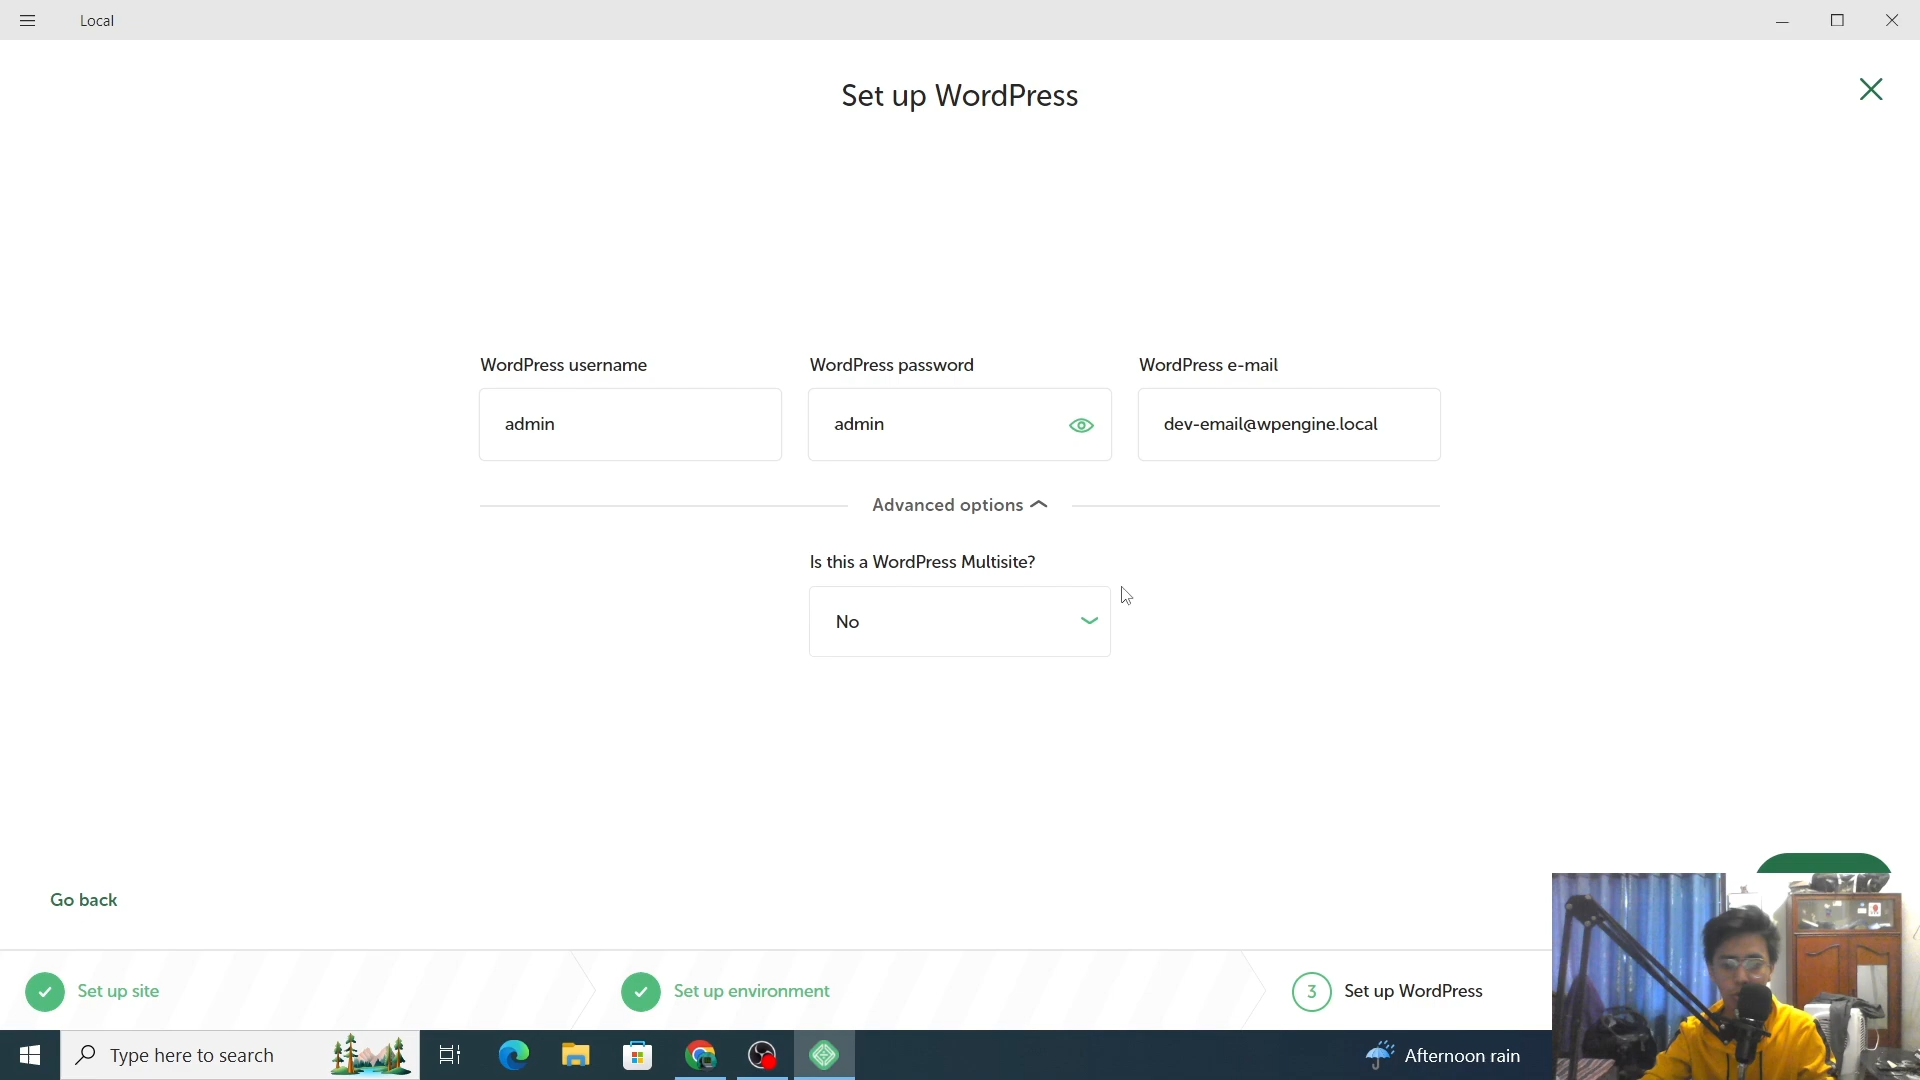 Local
Set up WordPress
WordPress username
WordPress password
WordPress e-mail
admin
admin
dev-email@wpengine.local
Advanced options
Is this a WordPress Multisite?
No
Go back
Set up site
Set up environment
3
Set up WordPress
Type here to search
Afternoon rain